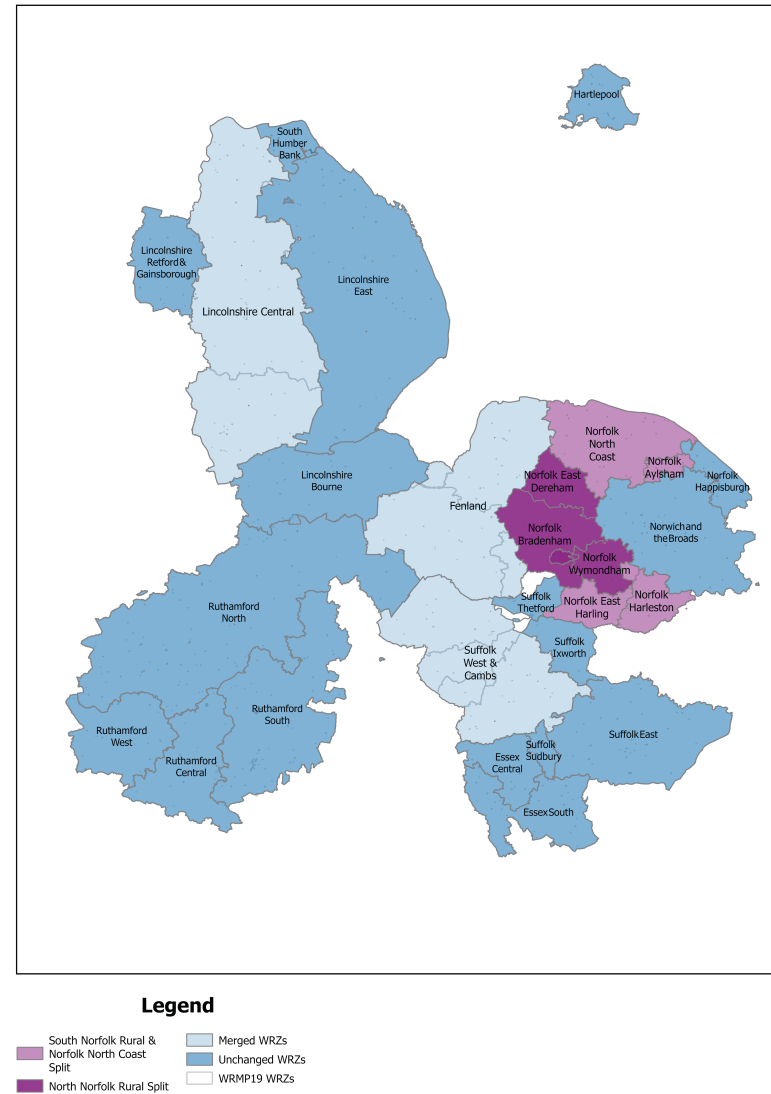 Hartlepool
South
Humber
Bank
Lincolnshire
Retford &
Gainsborough
Lincolnshire
East
Lincolnshire Central
Norfolk
North
Coast
Norfolk
Aylsham
Norfolk
Happisburgh
Norfolk East
Dereham
Lincolnshire
Bourne
Fenland
Norfolk
Bradenham
Norwich and
the Broads
Norfolk
Wymondham
Suffolk
Thetford
Norfolk East
Harling
Norfolk
Harleston
Ruthamford
North
Suffolk
Ixworth
Suffolk
West &
Cambs
Ruthamford
South
Ruthamford
West
Ruthamford
Central
Suffolk East
Suffolk
Sudbury
Essex
Central
Essex South
Legend
South Norfolk Rural &
Norfolk North Coast
Split
North Norfolk Rural Split
Merged WRZs
Unchanged WRZs
WRMP19 WRZs